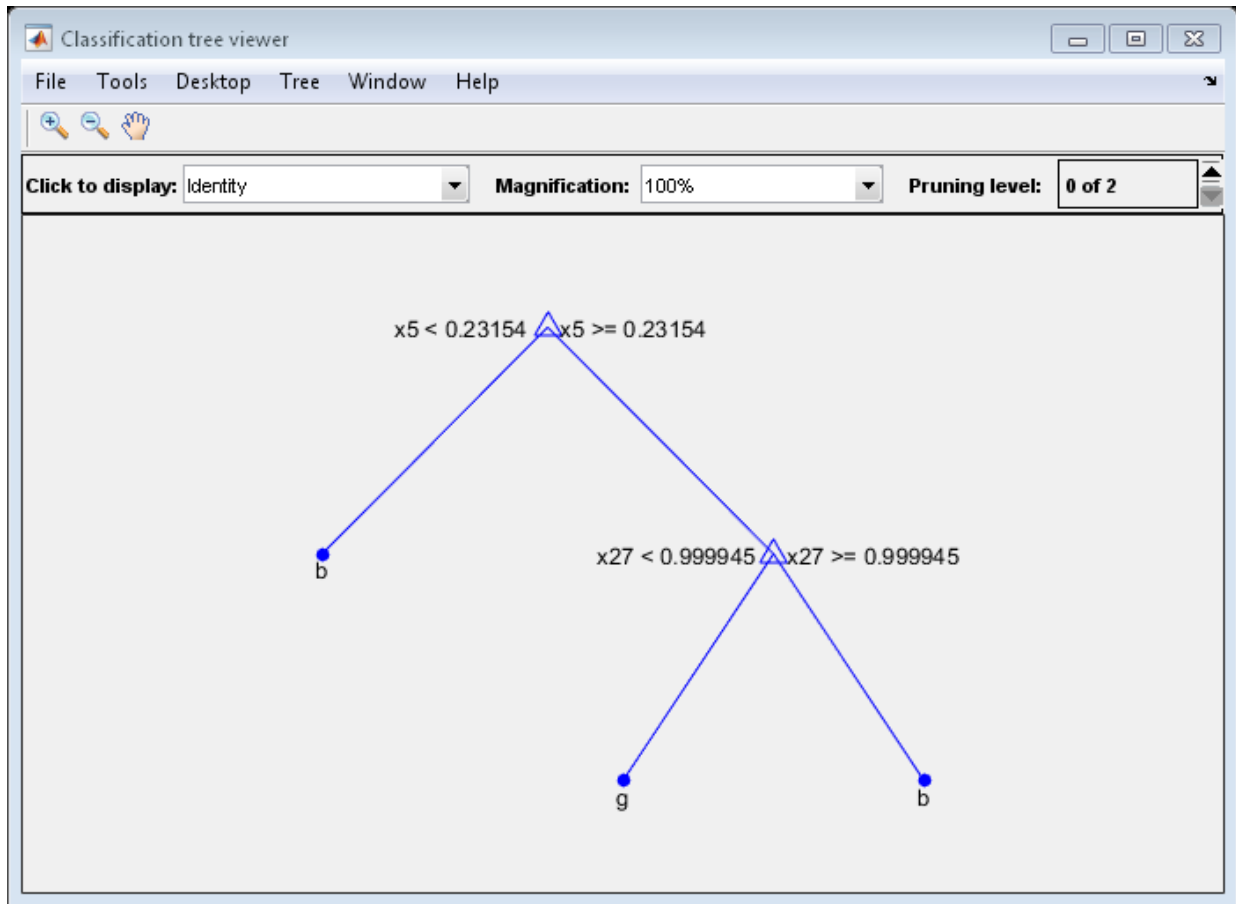 Classification tree viewer
File Tools Desktop Tree Window Help
Click to display: Identity Magnification: 100% Pruning level: 0 of 2
x5 < 0.23154 x5 >= 0.23154
b x27 < 0.999945 x27 >= 0.999945
g b